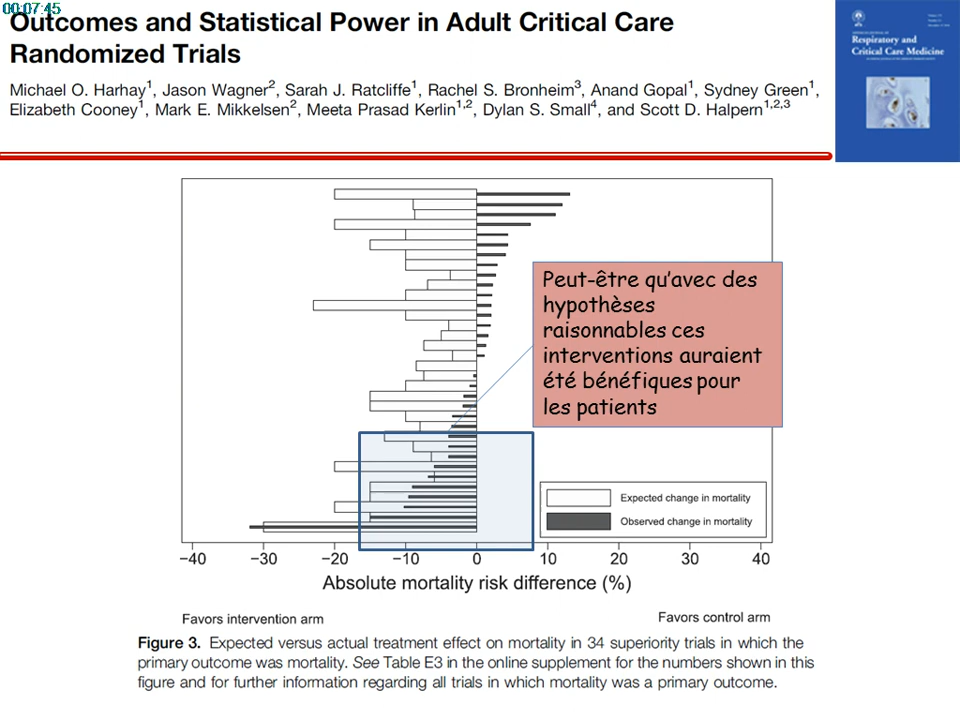 00:07:45
Outcomes and Statistical Power in Adult Critical Care
Randomized Trials
Michael O. Harhay1, Jason Wagner2, Sarah J. Ratcliffe1, Rachel S. Bronheim3, Anand Gopal1, Sydney Green1,
Elizabeth Cooney1, Mark E. Mikkelsen2, Meeta Prasad Kerlin1,2, Dylan S. Small4, and Scott D. Halpern1,2,3
Respiratory and
Critical Care Medicine
Peut-être qu’avec des
hypothèses
raisonnables ces
interventions auraient
été bénéfiques pour
les patients
Expected change in mortality
Observed change in mortality
−40 −30 −20 −10 0 10 20 30 40
Absolute mortality risk difference (%)
Favors intervention arm Favors control arm
Figure 3. Expected versus actual treatment effect on mortality in 34 superiority trials in which the
primary outcome was mortality. See Table E3 in the online supplement for the numbers shown in this
figure and for further information regarding all trials in which mortality was a primary outcome.